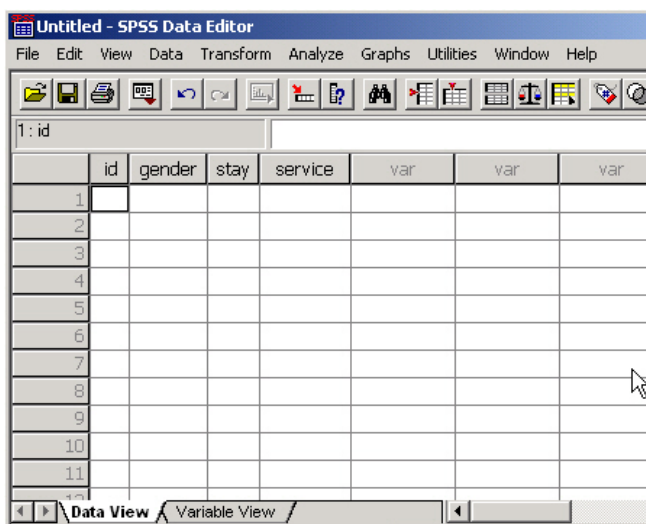 Untitled - SPSS Data Editor
File Edit View Data Transform Analyze Graphs Utilities Window Help
1 : id
id gender stay service var var var
1
2
3
4
5
6
7
8
9
10
11
12
Data View Variable View